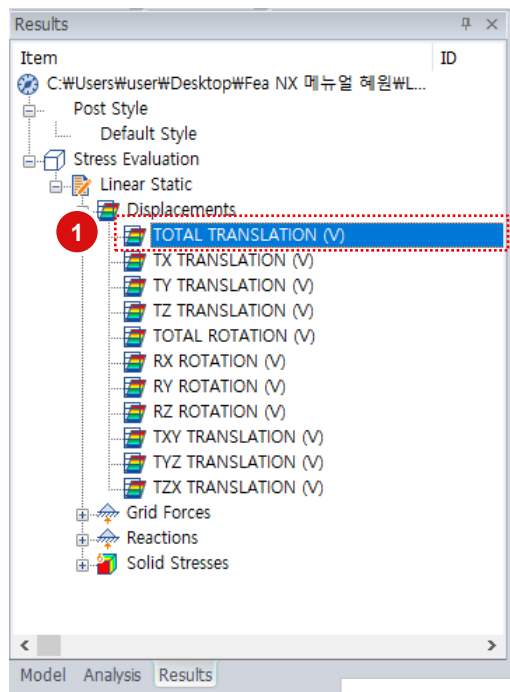 Results
Item ID
C:₩Users₩user₩Desktop₩Fea NX 메뉴얼 혜원₩L...
Post Style
Default Style
Stress Evaluation
Linear Static
Displacements
1 TOTAL TRANSLATION (V)
TX TRANSLATION (V)
TY TRANSLATION (V)
TZ TRANSLATION (V)
TOTAL ROTATION (V)
RX ROTATION (V)
RY ROTATION (V)
RZ ROTATION (V)
TXY TRANSLATION (V)
TYZ TRANSLATION (V)
TZX TRANSLATION (V)
Grid Forces
Reactions
Solid Stresses
Model Analysis Results